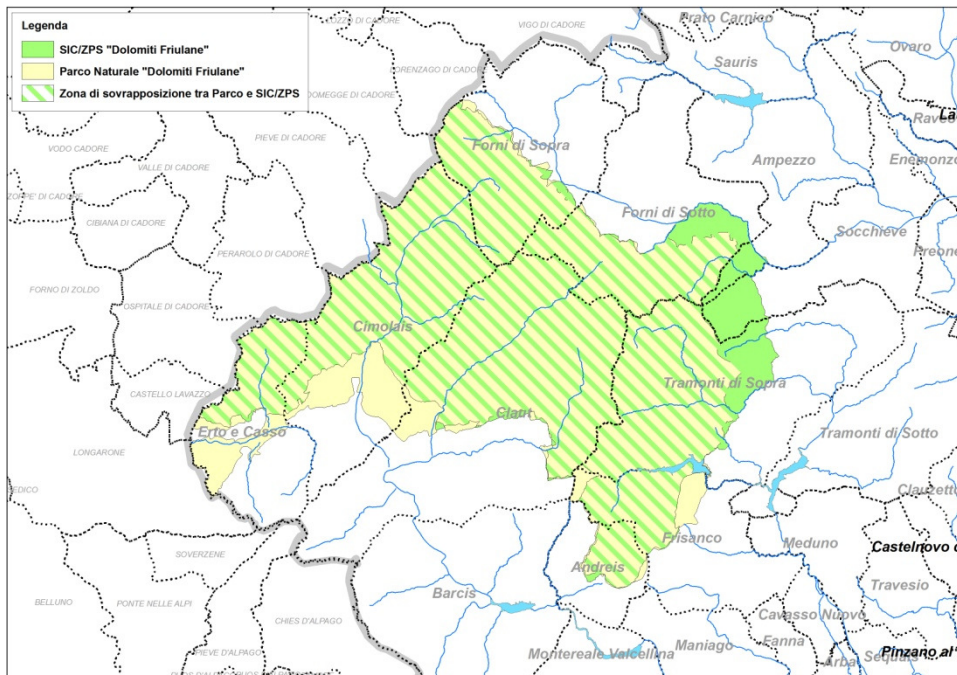 Legenda
SIC/ZPS "Dolomiti Friulane"
Parco Naturale "Dolomiti Friulane"
Zona di sovrapposizione tra Parco e SIC/ZPS
VIGO DI CADORE
Prato Carnico
Ovaro
LORENZAGO DI CADO
Sauris
DOMEGGE DI CADORE
Raveo
PIEVE DI CADORE
Forni di Sopra
VODO CADORE
Ampezzo
Enemonzo
VALLE DI CADORE
ZOPPE' DI CADORE
CIBIANA DI CADORE
Forni di Sotto
Socchieve
Preone
PERAROLO DI CADORE
FORNO DI ZOLDO
OSPITALE DI CADORE
Cimolais
CASTELLO LAVAZZO
Tramonti di Sopra
Claut
Erto e Casso
Tramonti di Sotto
LONGARONE
EDICO
Clauzetto
Frisanco
Meduno
Castelnovo d
SOVERZENE
Andreis
Travesio
BELLUNO
PONTE NELLE ALPI
Barcis
CHIES D'ALPAGO
Cavasso Nuovo
Maniago
Fanna
PIEVE D'ALPAGO
Montereale Valcellina
Pinzano al
Arba
Sequals